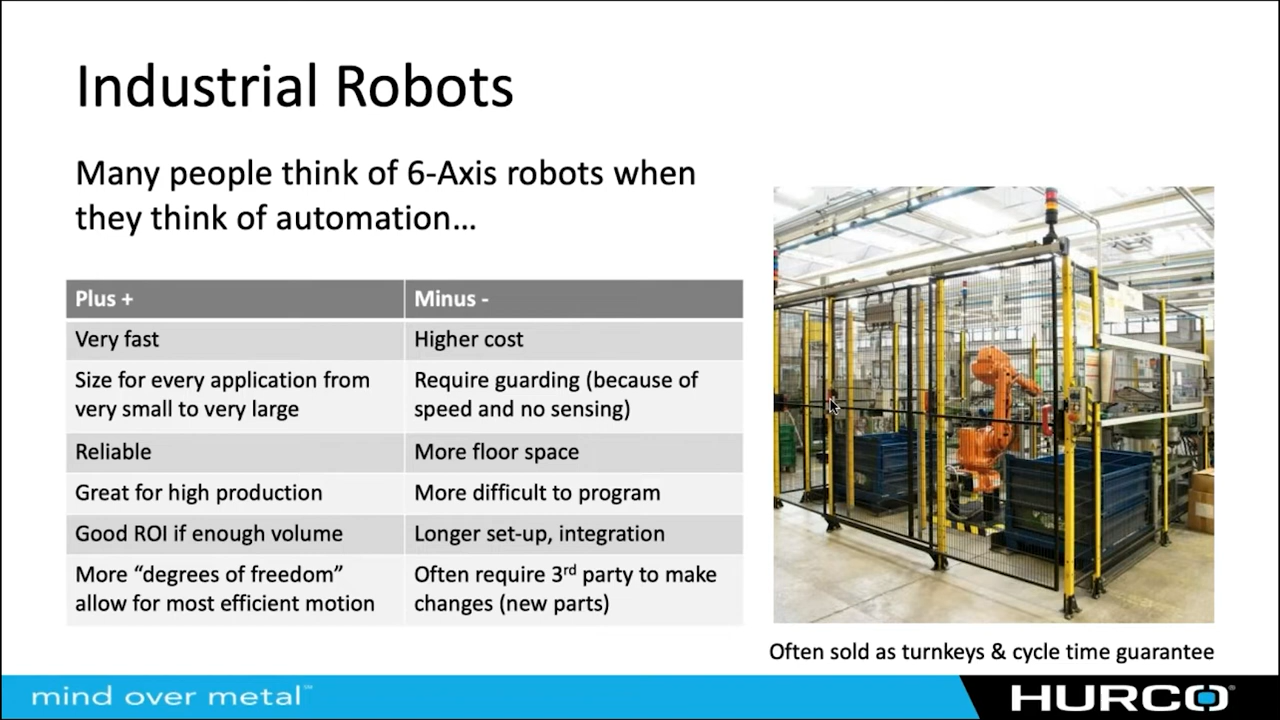 Industrial Robots
Many people think of 6-Axis robots when
they think of automation...
Plus +
Minus -
Very fast
Higher cost
Size for every application from
very small to very large
Require guarding (because of
speed and no sensing)
Reliable
More floor space
Great for high production
More difficult to program
Good ROI if enough volume
Longer set-up, integration
More “degrees of freedom”
allow for most efficient motion
Often require 3rd party to make
changes (new parts)
Often sold as turnkeys & cycle time guarantee
mind over metal™
HURCO®